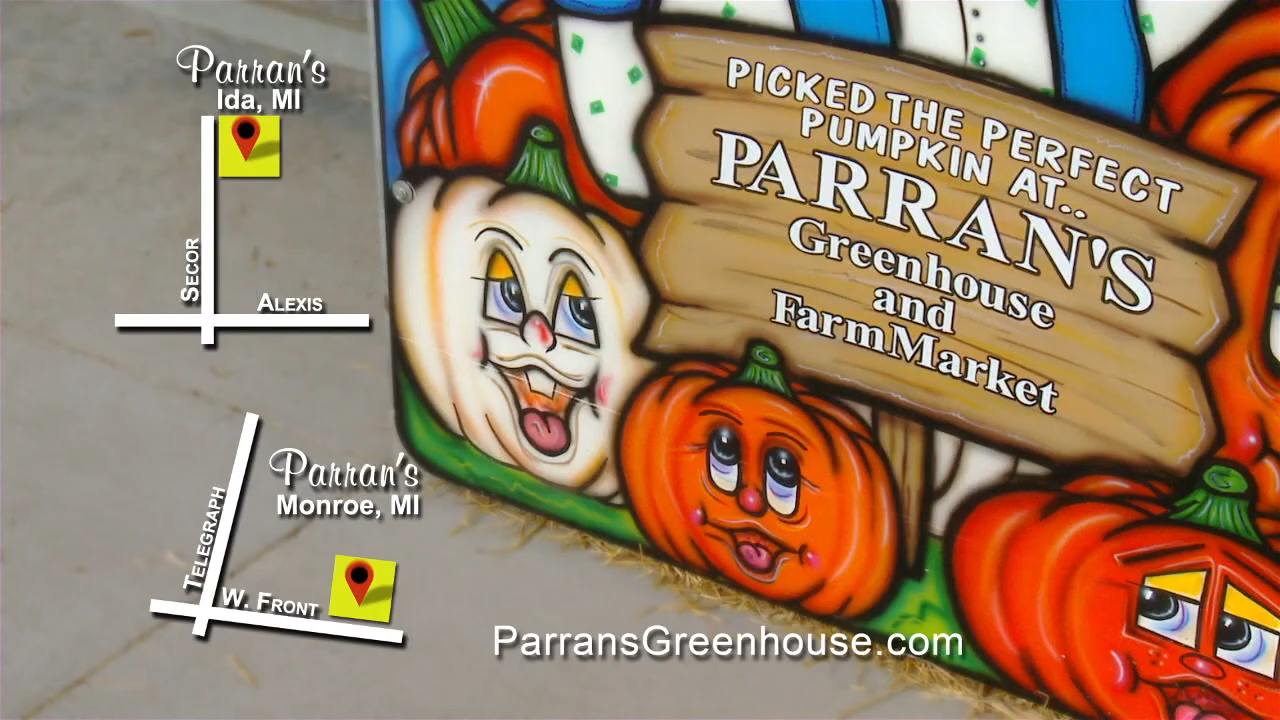 Parran's
Ida, MI
SECOR
ALEXIS
Parran's
Monroe, MI
TELEGRAPH
W. FRONT
PICKED THE PERFECT
PUMPKIN AT..
PARRAN'S
Greenhouse
and
FarmMarket
ParransGreenhouse.com